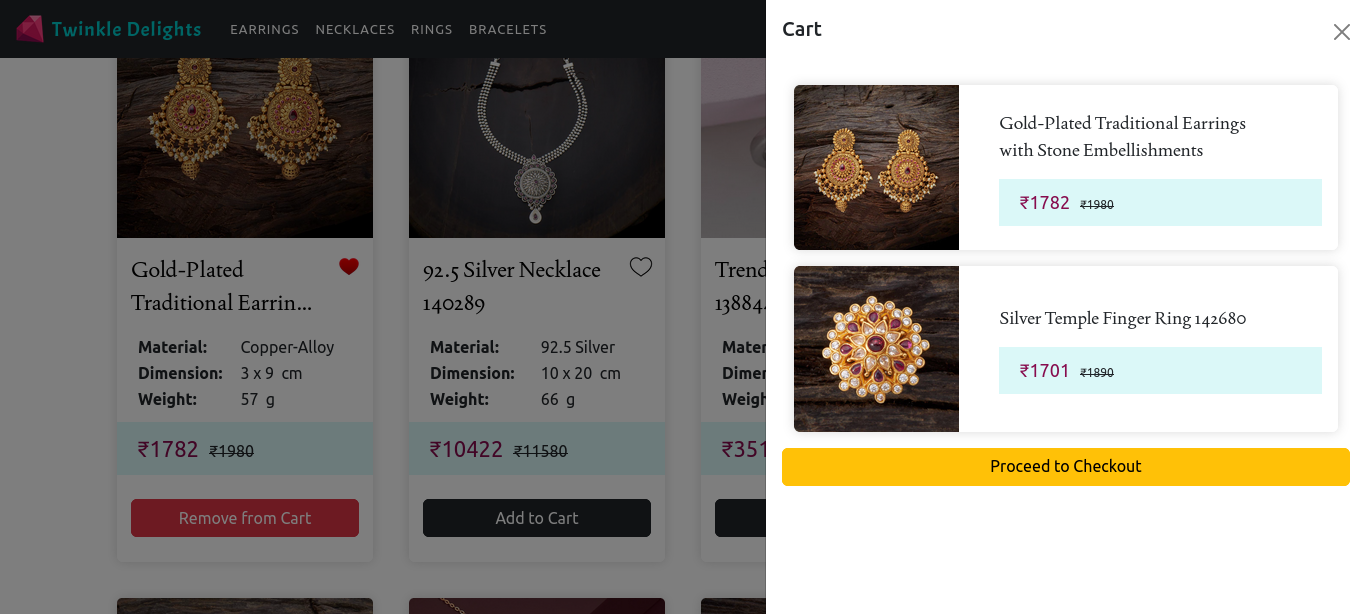 Twinkle Delights
EARRINGS NECKLACES RINGS BRACELETS
Cart
Gold-Plated Traditional Earrings
with Stone Embellishments
₹1782 ₹1980
Silver Temple Finger Ring 142680
₹1701 ₹1890
Proceed to Checkout
Gold-Plated
Traditional Earrin...
Material: Copper-Alloy
Dimension: 3 x 9 cm
Weight: 57 g
₹1782 ₹1980
Remove from Cart
92.5 Silver Necklace
140289
Material: 92.5 Silver
Dimension: 10 x 20 cm
Weight: 66 g
₹10422 ₹11580
Add to Cart
Trend
13884
Mater
Dimen
Weigh
₹351